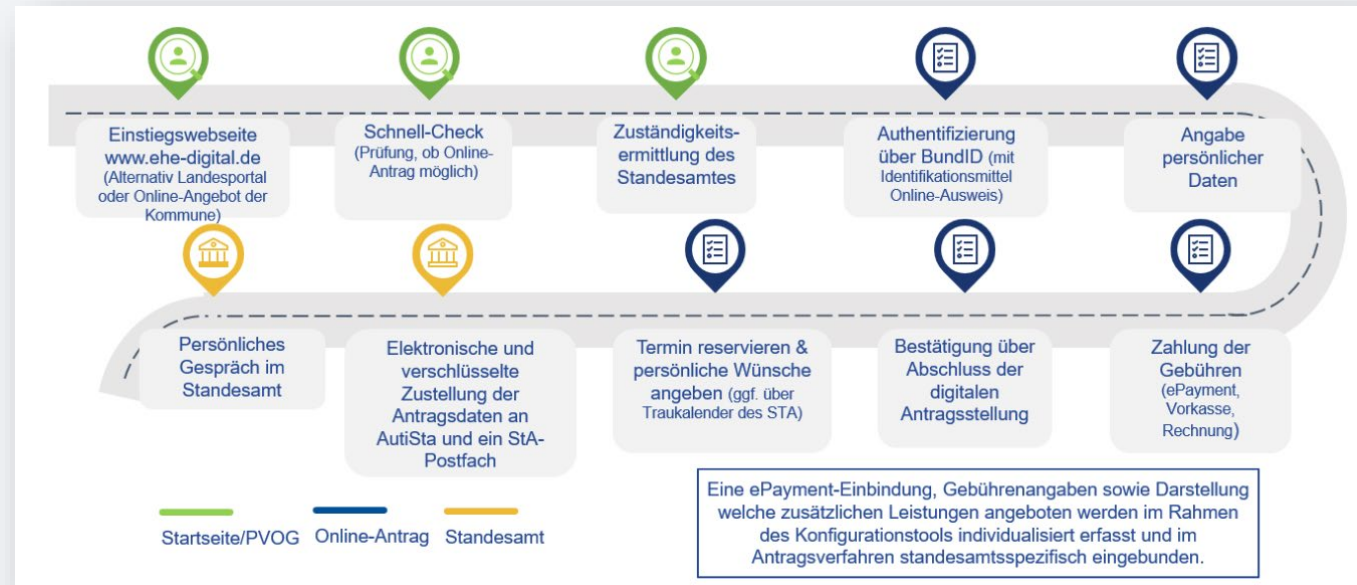 Einstiegswebseite
www.ehe-digital.de
(Alternativ Landesportal
oder Online-Angebot der
Kommune)
Schnell-Check
(Prüfung, ob Online-
Antrag möglich)
Zuständigkeits-
ermittlung des
Standesamtes
Authentifizierung
über BundID (mit
Identifikationsmittel
Online-Ausweis)
Angabe
persönlicher
Daten
Persönliches
Gespräch im
Standesamt
Elektronische und
verschlüsselte
Zustellung der
Antragsdaten an
AutiSta und ein StA-
Postfach
Termin reservieren &
persönliche Wünsche
angeben (ggf. über
Traukalender des STA)
Bestätigung über
Abschluss der
digitalen
Antragsstellung
Zahlung der
Gebühren
(ePayment,
Vorkasse,
Rechnung)
Eine ePayment-Einbindung, Gebührenangaben sowie Darstellung
welche zusätzlichen Leistungen angeboten werden im Rahmen
des Konfigurationstools individualisiert erfasst und im
Antragsverfahren standesamtsspezifisch eingebunden.
Startseite/PVOG
Online-Antrag
Standesamt